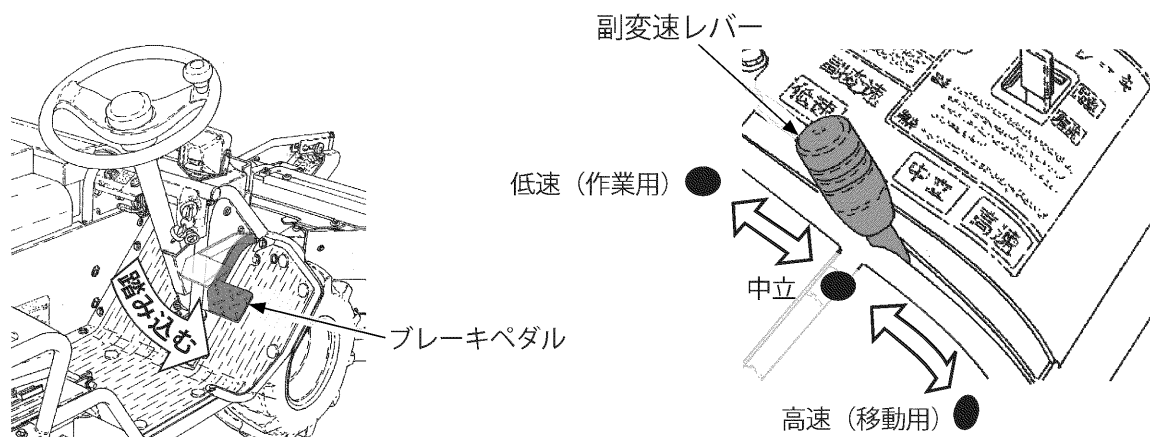 副変速レバー
副変速
低速
中立
高速
低速（作業用）
中立
高速（移動用）
踏み込む
ブレーキペダル